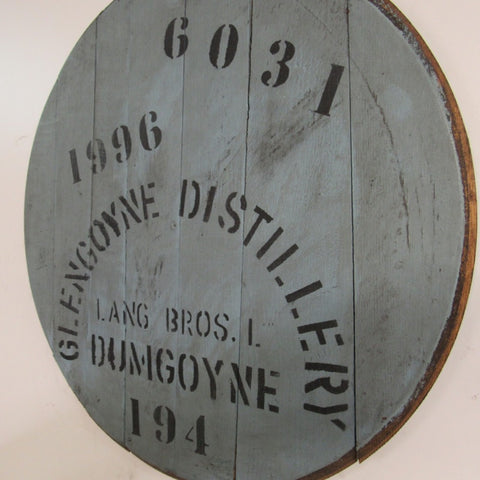 6031
1996
GLENGOYNE DISTILLERY
LANG BROS. L
DUMGOYNE
194